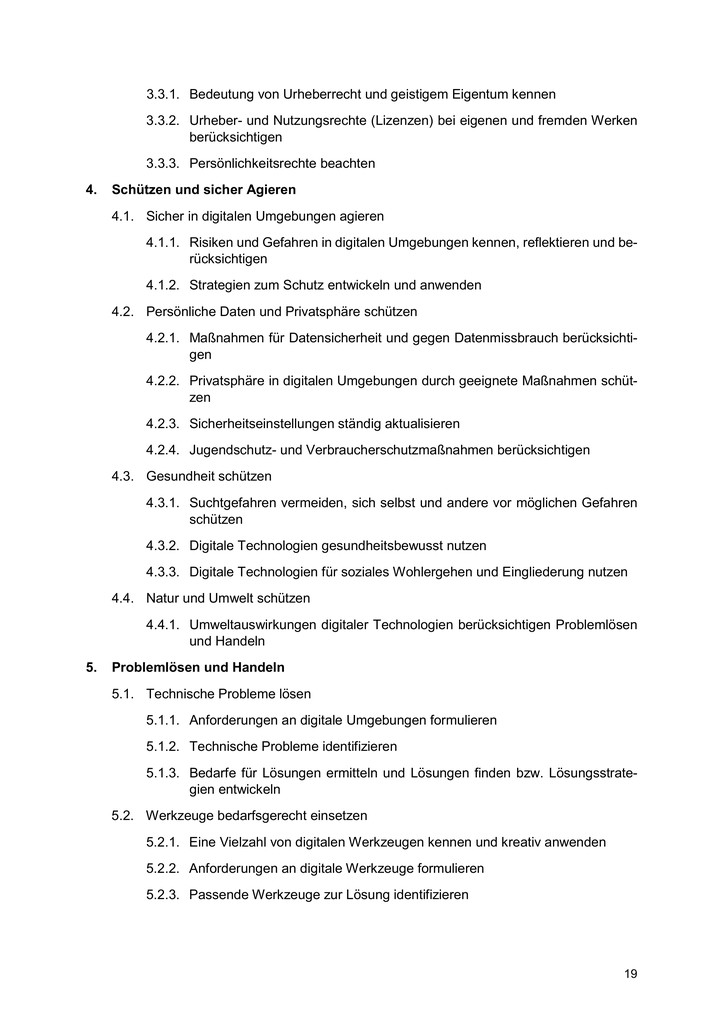 3.3.1. Bedeutung von Urheberrecht und geistigem Eigentum kennen
3.3.2. Urheber- und Nutzungsrechte (Lizenzen) bei eigenen und fremden Werken
berücksichtigen
3.3.3. Persönlichkeitsrechte beachten
4. Schützen und sicher Agieren
4.1. Sicher in digitalen Umgebungen agieren
4.1.1. Risiken und Gefahren in digitalen Umgebungen kennen, reflektieren und be-
rücksichtigen
4.1.2. Strategien zum Schutz entwickeln und anwenden
4.2. Persönliche Daten und Privatsphäre schützen
4.2.1. Maßnahmen für Datensicherheit und gegen Datenmissbrauch berücksichti-
gen
4.2.2. Privatsphäre in digitalen Umgebungen durch geeignete Maßnahmen schüt-
zen
4.2.3. Sicherheitseinstellungen ständig aktualisieren
4.2.4. Jugendschutz- und Verbraucherschutzmaßnahmen berücksichtigen
4.3. Gesundheit schützen
4.3.1. Suchtgefahren vermeiden, sich selbst und andere vor möglichen Gefahren
schützen
4.3.2. Digitale Technologien gesundheitsbewusst nutzen
4.3.3. Digitale Technologien für soziales Wohlergehen und Eingliederung nutzen
4.4. Natur und Umwelt schützen
4.4.1. Umweltauswirkungen digitaler Technologien berücksichtigen Problemlösen
und Handeln
5. Problemlösen und Handeln
5.1. Technische Probleme lösen
5.1.1. Anforderungen an digitale Umgebungen formulieren
5.1.2. Technische Probleme identifizieren
5.1.3. Bedarfe für Lösungen ermitteln und Lösungen finden bzw. Lösungsstrate-
gien entwickeln
5.2. Werkzeuge bedarfsgerecht einsetzen
5.2.1. Eine Vielzahl von digitalen Werkzeugen kennen und kreativ anwenden
5.2.2. Anforderungen an digitale Werkzeuge formulieren
5.2.3. Passende Werkzeuge zur Lösung identifizieren
19